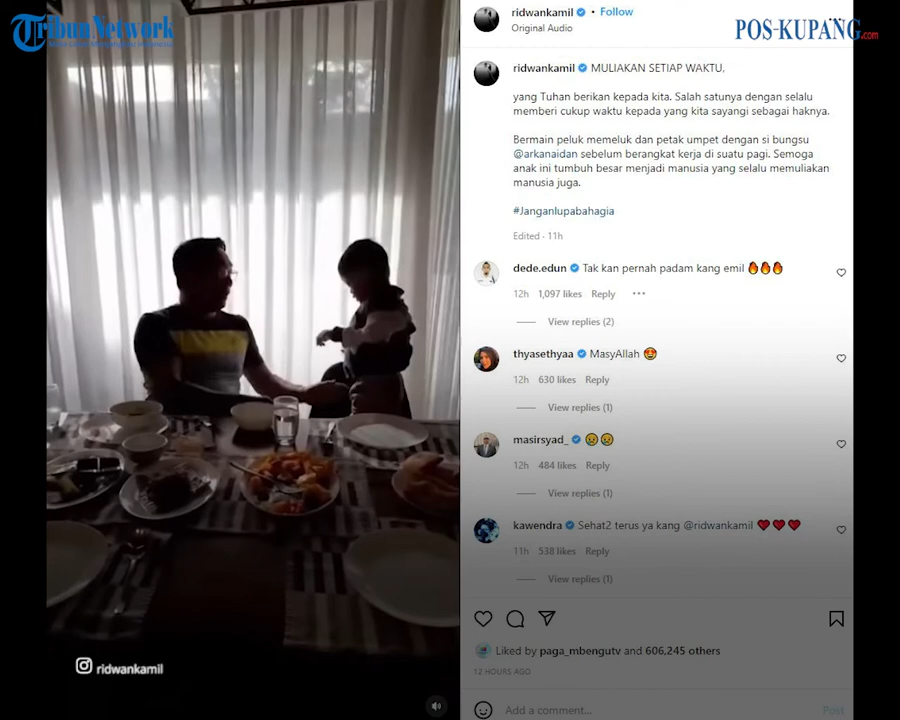 Tribun Network
POS-KUPANG.com
ridwankamil • Follow
Original Audio
ridwankamil MULIAKAN SETIAP WAKTU,
yang Tuhan berikan kepada kita. Salah satunya dengan selalu
memberi cukup waktu kepada yang kita sayangi sebagai haknya.
Bermain peluk memeluk dan petak umpet dengan si bungsu
@arkanaidan sebelum berangkat kerja di suatu pagi. Semoga
anak ini tumbuh besar menjadi manusia yang selalu memuliakan
manusia juga.
#Janganlupabahagia
Edited · 11h
dede.edun Tak kan pernah padam kang emil 🔥🔥🔥
12h 1,097 likes Reply ...
View replies (2)
thyasethyaa MasyAllah 🤩
12h 630 likes Reply
View replies (1)
masirsyad_ 😢😢
12h 484 likes Reply
View replies (1)
kawendra Sehat2 terus ya kang @ridwankamil ❤️❤️❤️
11h 538 likes Reply
View replies (1)
Liked by paga_mbengutv and 606,245 others
12 HOURS AGO
Add a comment...
Post
ridwankamil